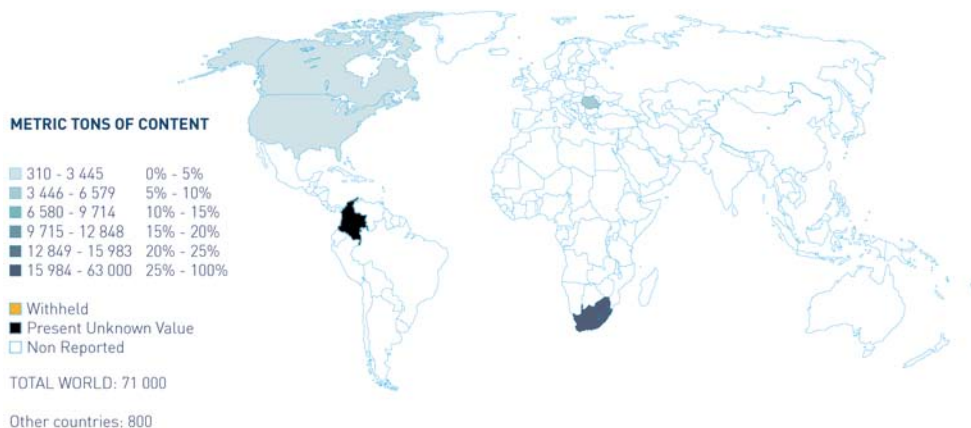 METRIC TONS OF CONTENT
310 - 3 445 0% - 5%
3 446 - 6 579 5% - 10%
6 580 - 9 714 10% - 15%
9 715 - 12 848 15% - 20%
12 849 - 15 983 20% - 25%
15 984 - 63 000 25% - 100%
Withheld
Present Unknown Value
Non Reported
TOTAL WORLD: 71 000
Other countries: 800